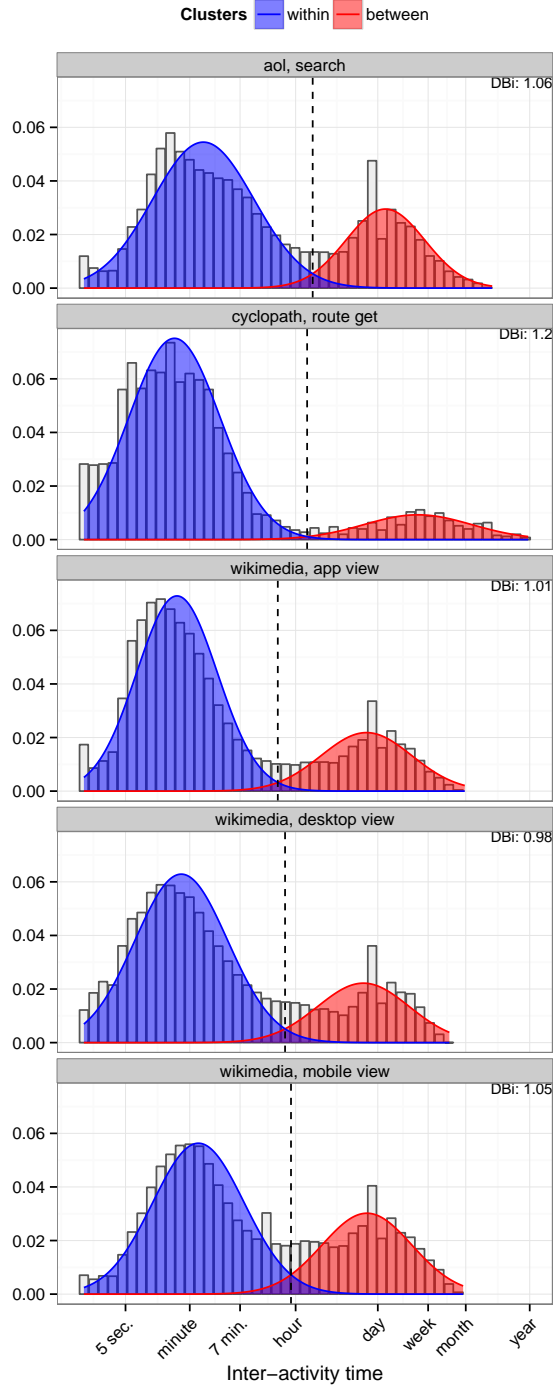 Clusters within between
aol, search
DBi: 1.06
0.06
0.04
0.02
0.00
cyclopath, route get
DBi: 1.2
0.06
0.04
0.02
0.00
wikimedia, app view
DBi: 1.01
0.06
0.04
0.02
0.00
wikimedia, desktop view
DBi: 0.98
0.06
0.04
0.02
0.00
wikimedia, mobile view
DBi: 1.05
0.06
0.04
0.02
0.00
5 sec. minute 7 min. hour day week month year
Inter−activity time